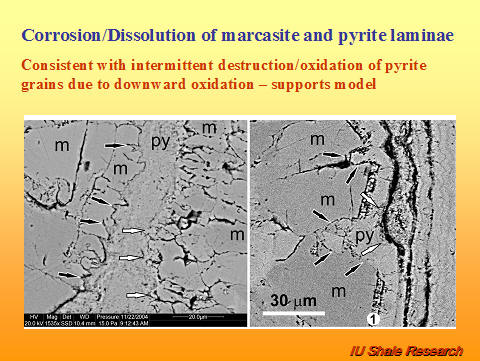 Corrosion/Dissolution of marcasite and pyrite laminae
Consistent with intermittent destruction/oxidation of pyrite
grains due to downward oxidation – supports model
m
py
m
m
m
HV Mag Det WD Pressure 11/22/2004
20.0 kV 1535x SSD 10.4 mm 15.0 Pa 9:12:43 AM
20.0µm
m
m
py
m
30 µm
1
IU Shale Research